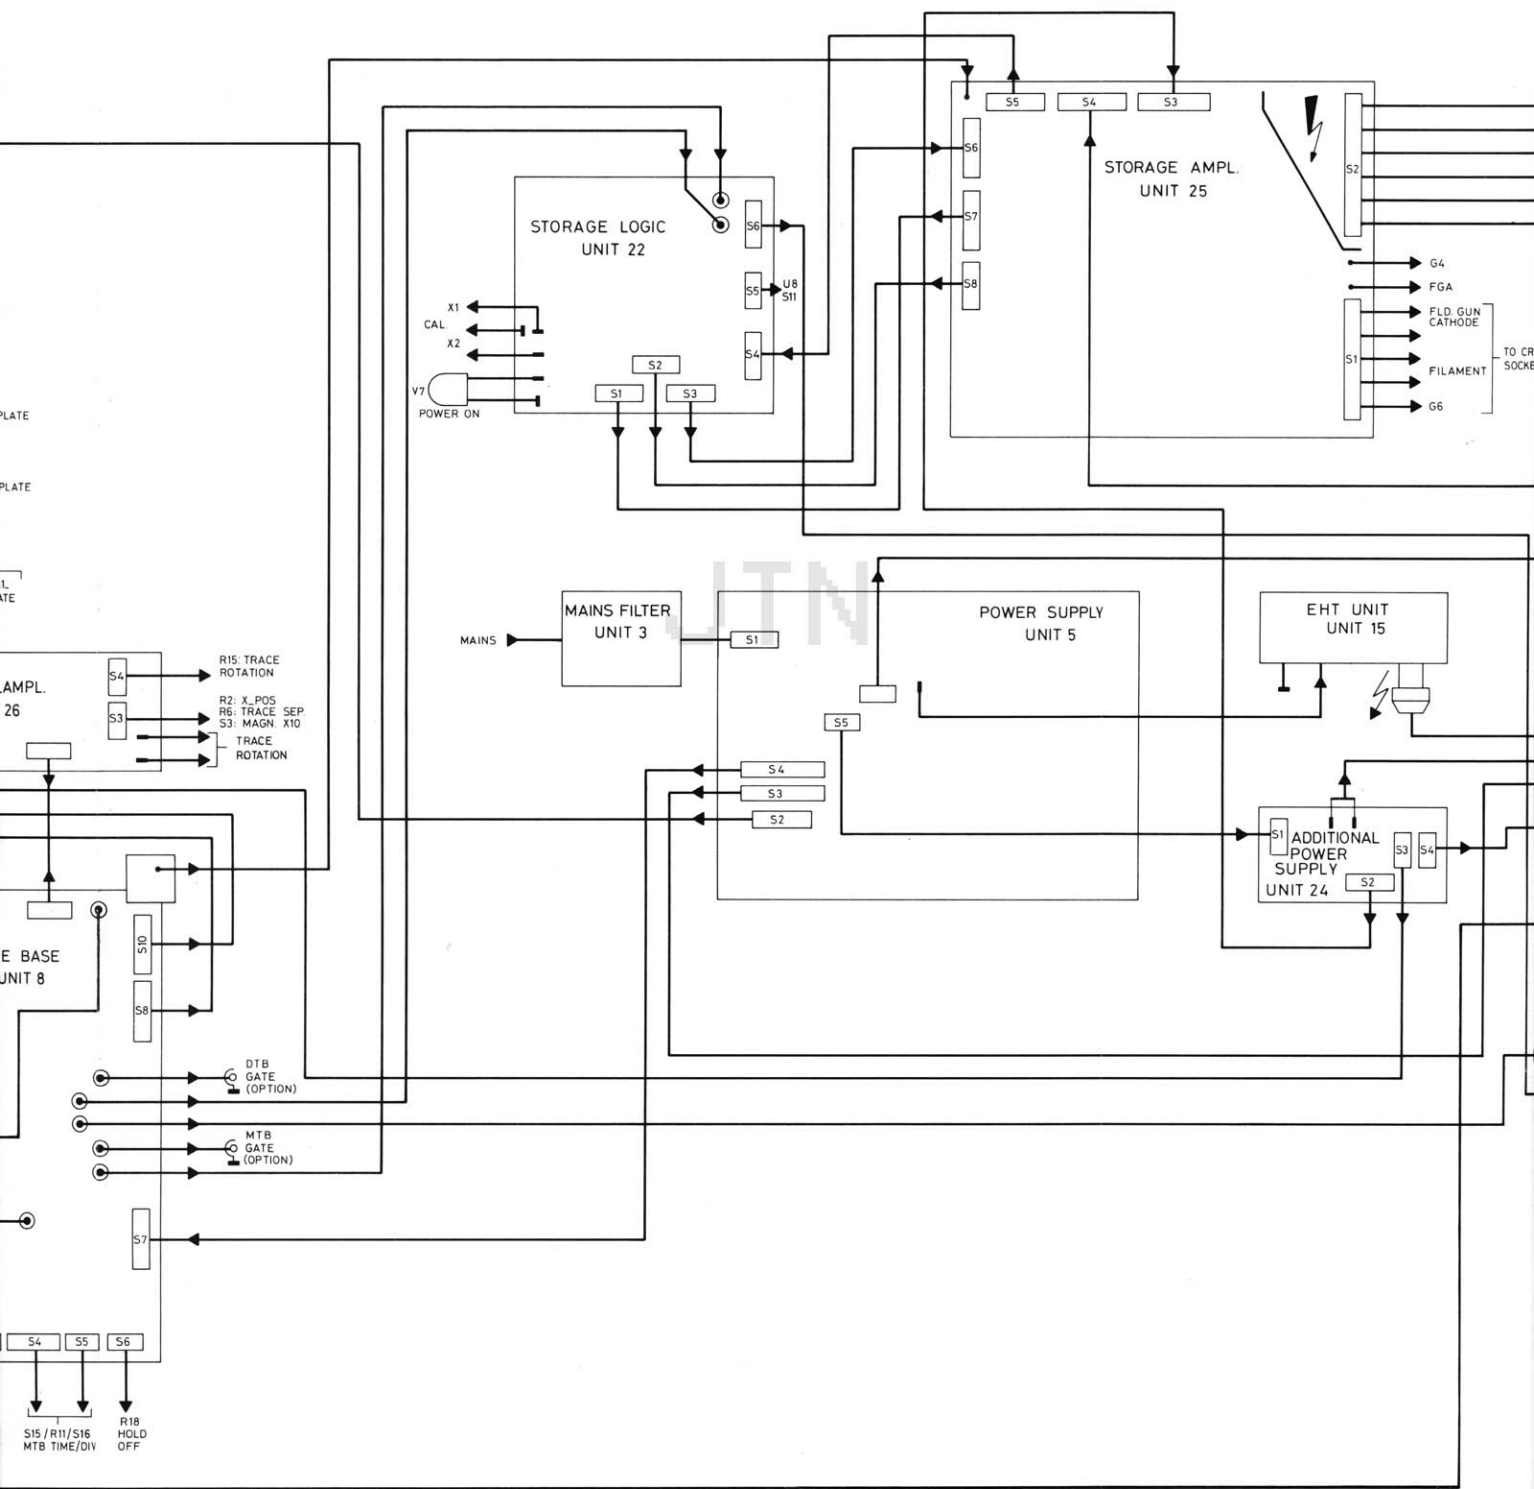 S5
S4
S3
S6
S7
S8
S2
STORAGE AMPL.
UNIT 25
G4
FGA
FLD. GUN
CATHODE
S1
FILAMENT
G6
TO CR
SOCKE
STORAGE LOGIC
UNIT 22
S6
S5
U8
S11
S4
S2
S1
S3
X1
CAL.
X2
V7
POWER ON
PLATE
PLATE
ATE
JTN
MAINS
MAINS FILTER
UNIT 3
S1
POWER SUPPLY
UNIT 5
S5
S4
S3
S2
EHT UNIT
UNIT 15
S1
ADDITIONAL
POWER
SUPPLY
UNIT 24
S3
S4
S2
AMPL.
26
S4
R15: TRACE
ROTATION
S3
R2: X_POS
R6: TRACE SEP.
S3: MAGN. X10
TRACE
ROTATION
E BASE
UNIT 8
S10
S8
DTB
GATE
(OPTION)
MTB
GATE
(OPTION)
S7
S4
S5
S6
S15/R11/S16
MTB TIME/DIV
R18
HOLD
OFF